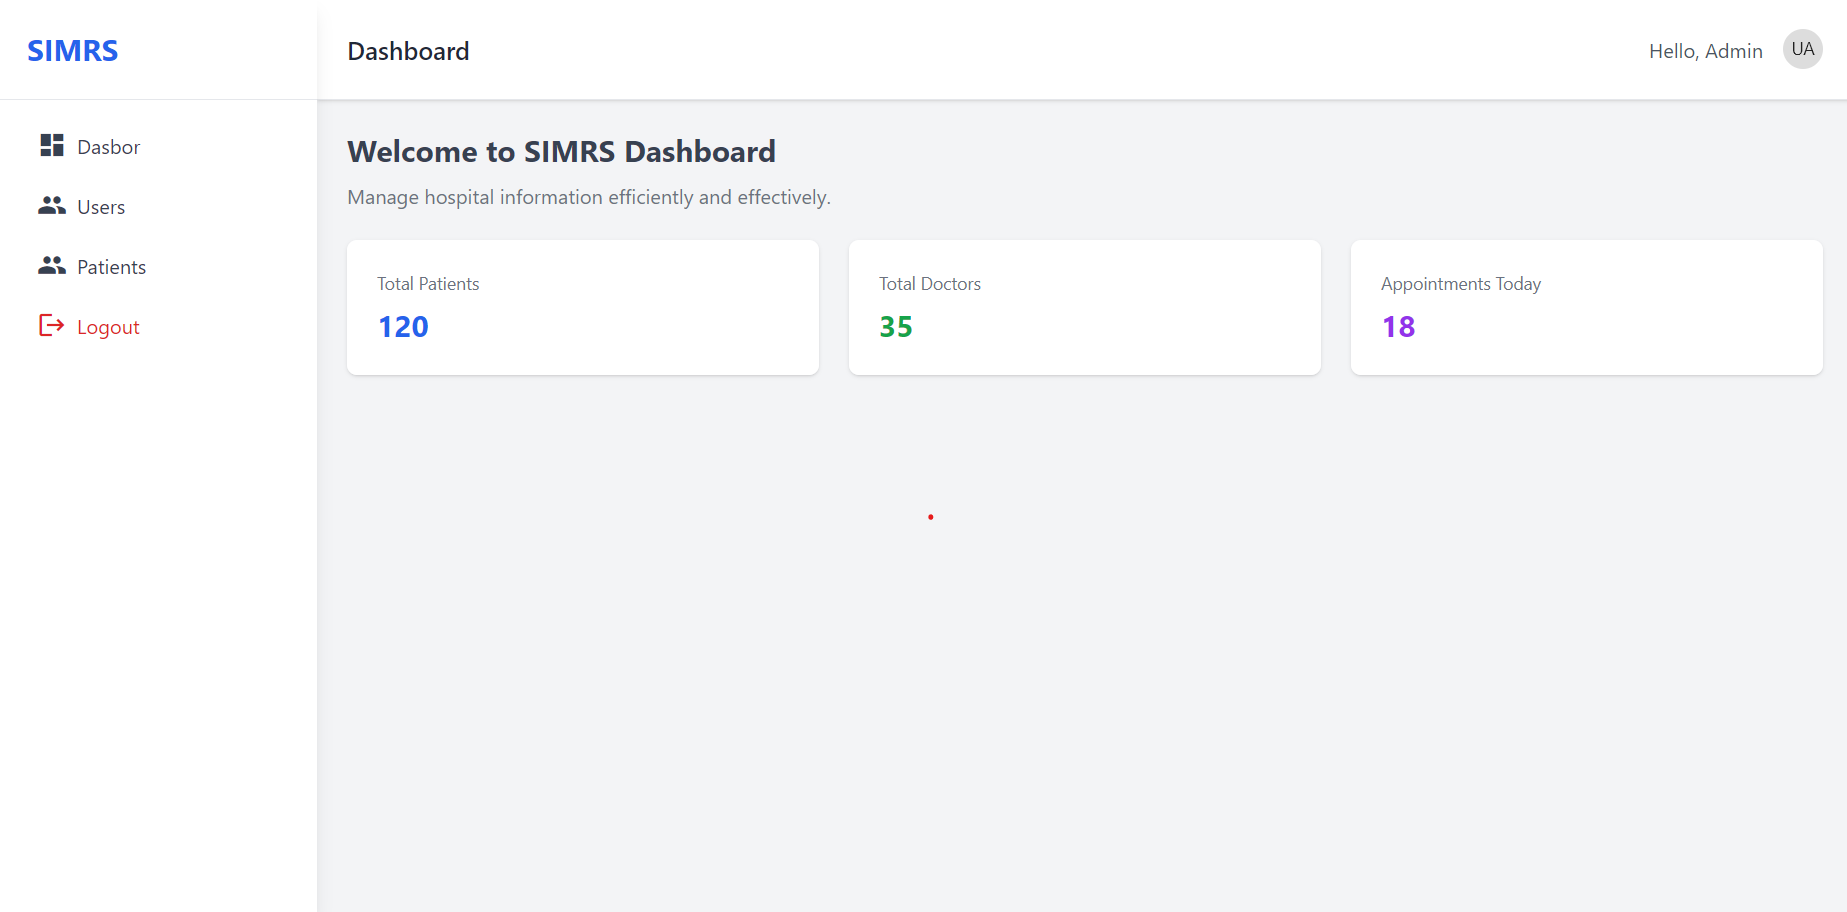 SIMRS
Dashboard
Hello, Admin
UA
Dasbor
Users
Patients
Logout
Welcome to SIMRS Dashboard
Manage hospital information efficiently and effectively.
Total Patients
120
Total Doctors
35
Appointments Today
18